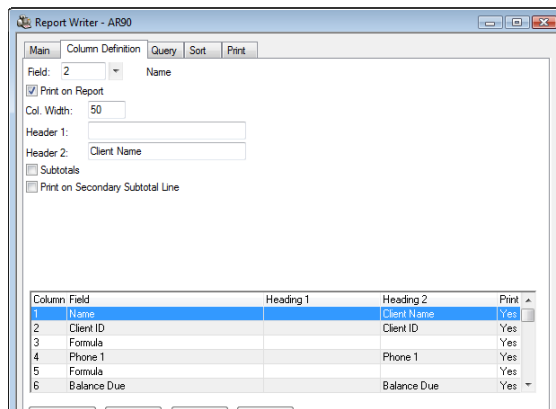 Report Writer - AR90
Main Column Definition Query Sort Print
Field: 2 Name
Print on Report
Col. Width: 50
Header 1:
Header 2: Client Name
Subtotals
Print on Secondary Subtotal Line
Column Field Heading 1 Heading 2 Print
1 Name Client Name Yes
2 Client ID Client ID Yes
3 Formula Yes
4 Phone 1 Phone 1 Yes
5 Formula Yes
6 Balance Due Balance Due Yes